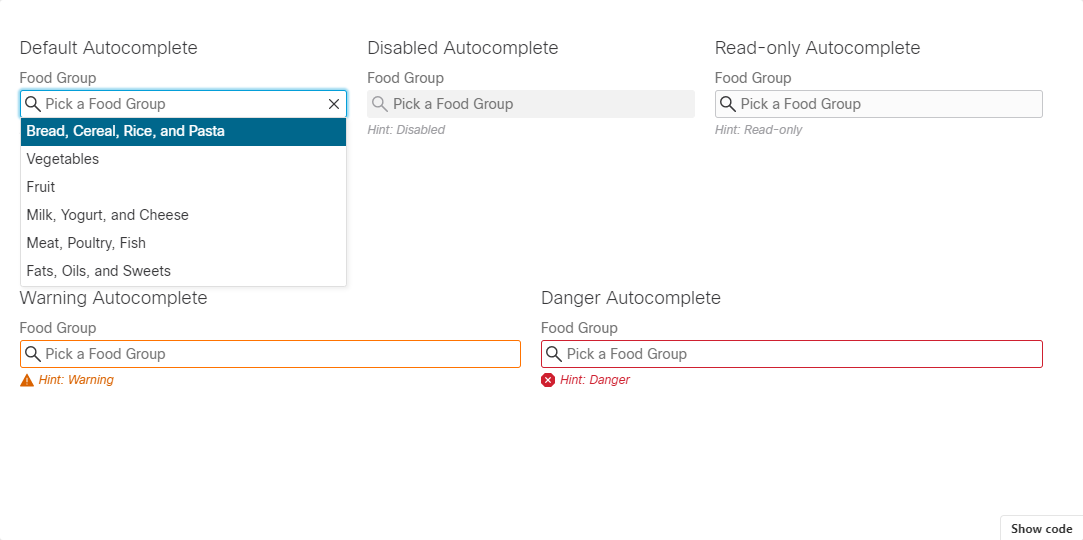 Default Autocomplete
Food Group
Pick a Food Group
Bread, Cereal, Rice, and Pasta
Vegetables
Fruit
Milk, Yogurt, and Cheese
Meat, Poultry, Fish
Fats, Oils, and Sweets
Disabled Autocomplete
Food Group
Pick a Food Group
Hint: Disabled
Read-only Autocomplete
Food Group
Pick a Food Group
Hint: Read-only
Warning Autocomplete
Food Group
Pick a Food Group
Hint: Warning
Danger Autocomplete
Food Group
Pick a Food Group
Hint: Danger
Show code